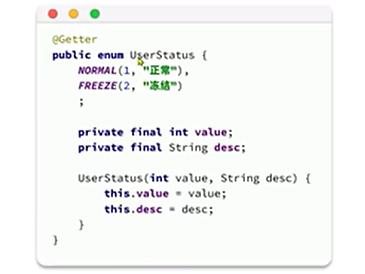 @Getter
public enum UserStatus {
    NORMAL(1, "正常"),
    FREEZE(2, "冻结")
    ;

    private final int value;
    private final String desc;

    UserStatus(int value, String desc) {
        this.value = value;
        this.desc = desc;
    }
}